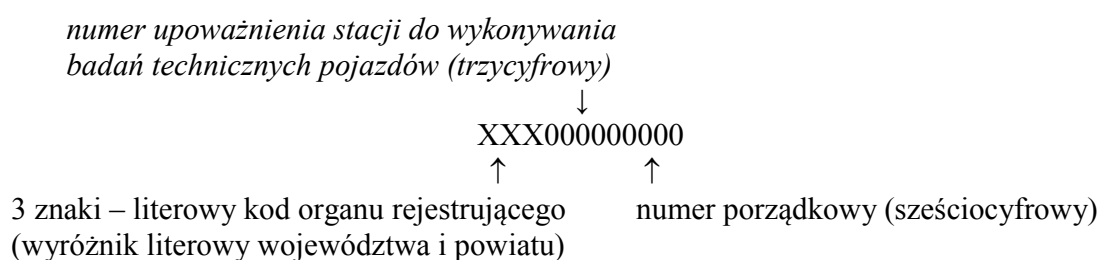 numer upoważnienia stacji do wykonywania
badań technicznych pojazdów (trzycyfrowy)
↓
XXX000000000
↑ ↑
3 znaki – literowy kod organu rejestrującego numer porządkowy (sześciocyfrowy)
(wyróżnik literowy województwa i powiatu)